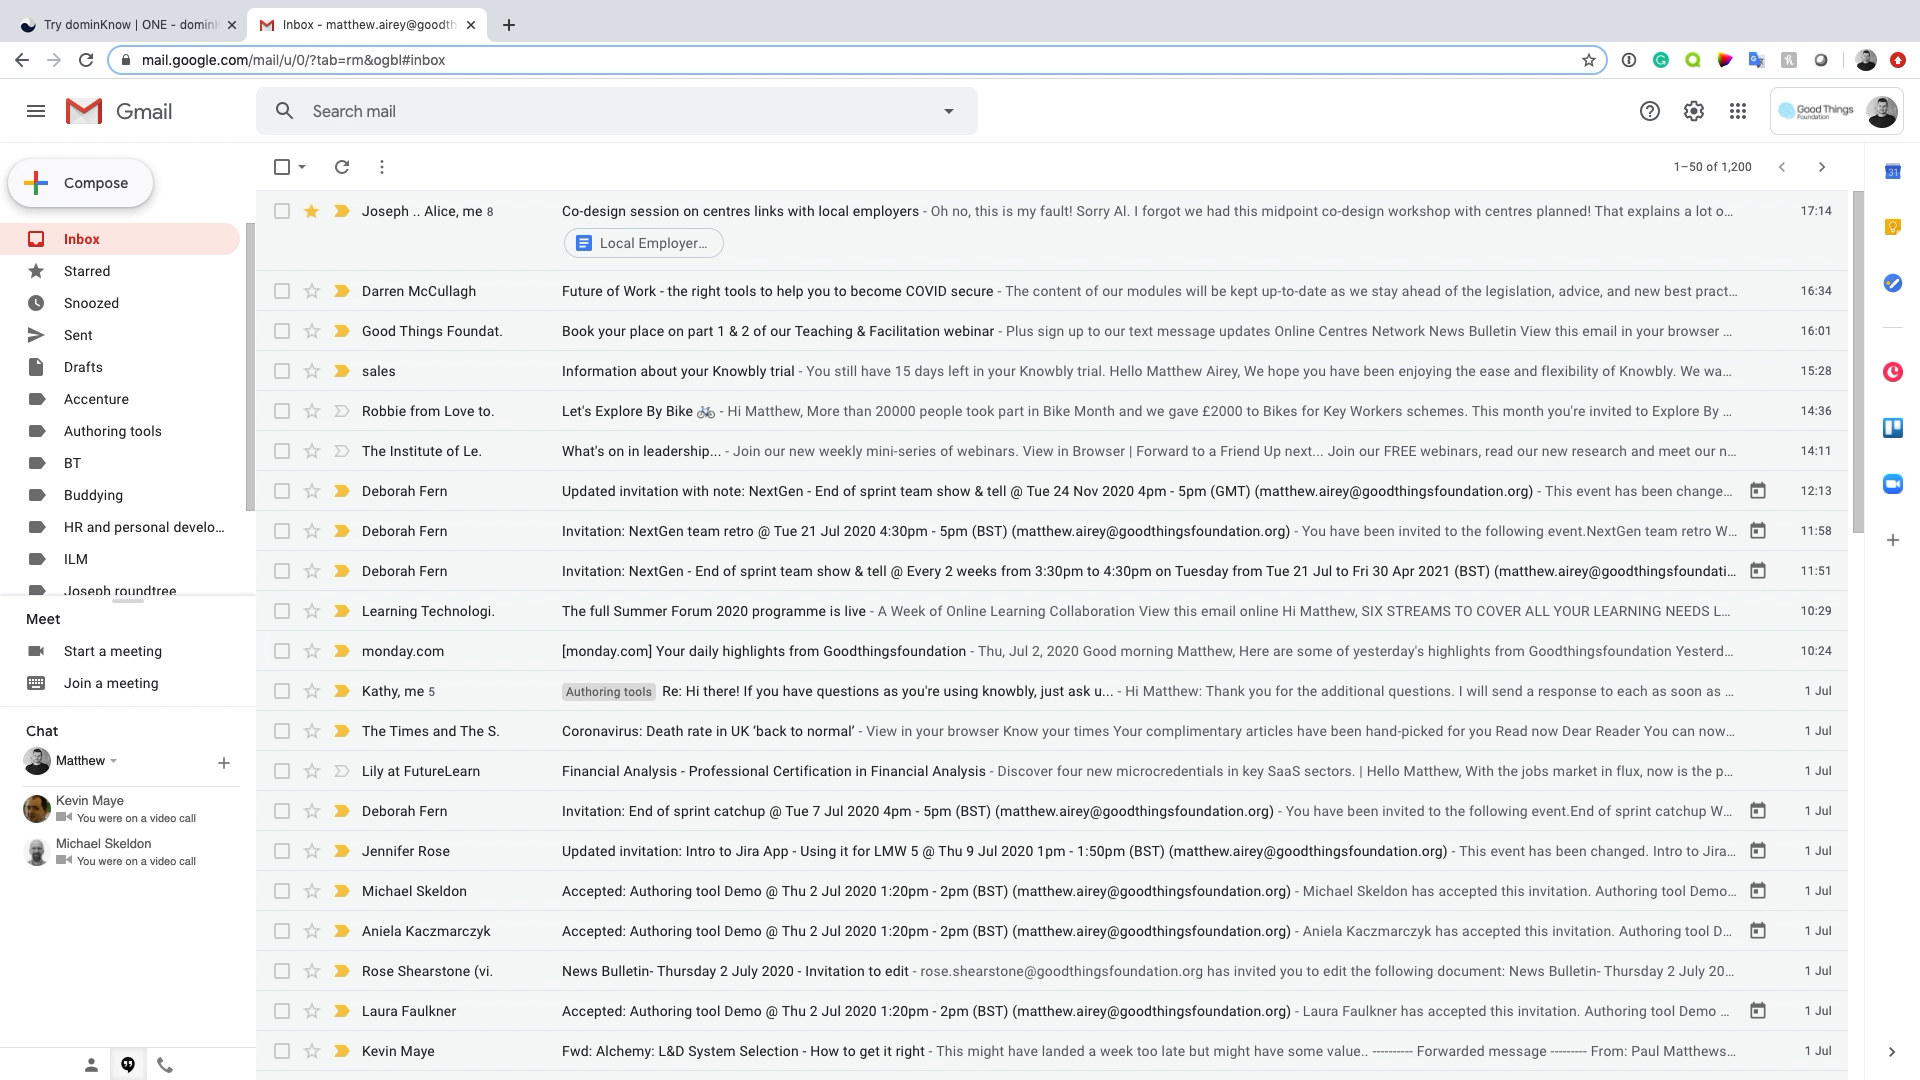 Try dominKnow | ONE - domin
Inbox - matthew.airey@goodth
mail.google.com/mail/u/0/?tab=rm&ogbl#inbox
Gmail
Search mail
Good Things
Foundation
Compose
1–50 of 1,200
31
Inbox
Starred
Snoozed
Sent
Drafts
Accenture
Authoring tools
BT
Buddying
HR and personal develo...
ILM
Joseph roundtree
Meet
Start a meeting
Join a meeting
Chat
Matthew
Kevin Maye
You were on a video call
Michael Skeldon
You were on a video call
Joseph .. Alice, me 8 Co-design session on centres links with local employers - Oh no, this is my fault! Sorry Al. I forgot we had this midpoint co-design workshop with centres planned! That explains a lot o... 17:14
Local Employer...
Darren McCullagh Future of Work - the right tools to help you to become COVID secure - The content of our modules will be kept up-to-date as we stay ahead of the legislation, advice, and new best pract... 16:34
Good Things Foundat. Book your place on part 1 & 2 of our Teaching & Facilitation webinar - Plus sign up to our text message updates Online Centres Network News Bulletin View this email in your browser ... 16:01
sales Information about your Knowbly trial - You still have 15 days left in your Knowbly trial. Hello Matthew Airey, We hope you have been enjoying the ease and flexibility of Knowbly. We wa... 15:28
Robbie from Love to. Let's Explore By Bike 🚲 - Hi Matthew, More than 20000 people took part in Bike Month and we gave £2000 to Bikes for Key Workers schemes. This month you're invited to Explore By ... 14:36
The Institute of Le. What's on in leadership... - Join our new weekly mini-series of webinars. View in Browser | Forward to a Friend Up next... Join our FREE webinars, read our new research and meet our n... 14:11
Deborah Fern Updated invitation with note: NextGen - End of sprint team show & tell @ Tue 24 Nov 2020 4pm - 5pm (GMT) (matthew.airey@goodthingsfoundation.org) - This event has been change... 12:13
Deborah Fern Invitation: NextGen team retro @ Tue 21 Jul 2020 4:30pm - 5pm (BST) (matthew.airey@goodthingsfoundation.org) - You have been invited to the following event.NextGen team retro W... 11:58
Deborah Fern Invitation: NextGen - End of sprint team show & tell @ Every 2 weeks from 3:30pm to 4:30pm on Tuesday from Tue 21 Jul to Fri 30 Apr 2021 (BST) (matthew.airey@goodthingsfoundati... 11:51
Learning Technologi. The full Summer Forum 2020 programme is live - A Week of Online Learning Collaboration View this email online Hi Matthew, SIX STREAMS TO COVER ALL YOUR LEARNING NEEDS L... 10:29
monday.com [monday.com] Your daily highlights from Goodthingsfoundation - Thu, Jul 2, 2020 Good morning Matthew, Here are some of yesterday's highlights from Goodthingsfoundation Yesterd... 10:24
Kathy, me 5 Authoring tools Re: Hi there! If you have questions as you're using knowbly, just ask u... - Hi Matthew: Thank you for the additional questions. I will send a response to each as soon as ... 1 Jul
The Times and The S. Coronavirus: Death rate in UK ‘back to normal’ - View in your browser Know your times Your complimentary articles have been hand-picked for you Read now Dear Reader You can now... 1 Jul
Lily at FutureLearn Financial Analysis - Professional Certification in Financial Analysis - Discover four new microcredentials in key SaaS sectors. | Hello Matthew, With the jobs market in flux, now is the p... 1 Jul
Deborah Fern Invitation: End of sprint catchup @ Tue 7 Jul 2020 4pm - 5pm (BST) (matthew.airey@goodthingsfoundation.org) - You have been invited to the following event.End of sprint catchup W... 1 Jul
Jennifer Rose Updated invitation: Intro to Jira App - Using it for LMW 5 @ Thu 9 Jul 2020 1pm - 1:50pm (BST) (matthew.airey@goodthingsfoundation.org) - This event has been changed. Intro to Jira... 1 Jul
Michael Skeldon Accepted: Authoring tool Demo @ Thu 2 Jul 2020 1:20pm - 2pm (BST) (matthew.airey@goodthingsfoundation.org) - Michael Skeldon has accepted this invitation. Authoring tool Demo... 1 Jul
Aniela Kaczmarczyk Accepted: Authoring tool Demo @ Thu 2 Jul 2020 1:20pm - 2pm (BST) (matthew.airey@goodthingsfoundation.org) - Aniela Kaczmarczyk has accepted this invitation. Authoring tool D... 1 Jul
Rose Shearstone (vi. News Bulletin- Thursday 2 July 2020 - Invitation to edit - rose.shearstone@goodthingsfoundation.org has invited you to edit the following document: News Bulletin- Thursday 2 July 20... 1 Jul
Laura Faulkner Accepted: Authoring tool Demo @ Thu 2 Jul 2020 1:20pm - 2pm (BST) (matthew.airey@goodthingsfoundation.org) - Laura Faulkner has accepted this invitation. Authoring tool Demo ... 1 Jul
Kevin Maye Fwd: Alchemy: L&D System Selection - How to get it right - This might have landed a week too late but might have some value.. ---------- Forwarded message --------- From: Paul Matthews... 1 Jul